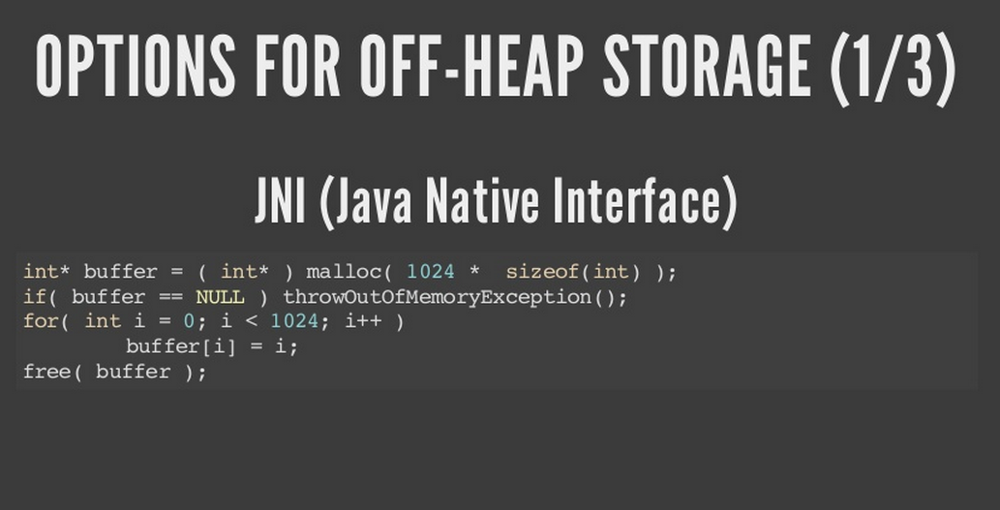 OPTIONS FOR OFF-HEAP STORAGE (1/3)
JNI (Java Native Interface)
int* buffer = ( int* ) malloc( 1024 *  sizeof(int) );
if( buffer == NULL ) throwOutOfMemoryException();
for( int i = 0; i < 1024; i++ )
        buffer[i] = i;
free( buffer );